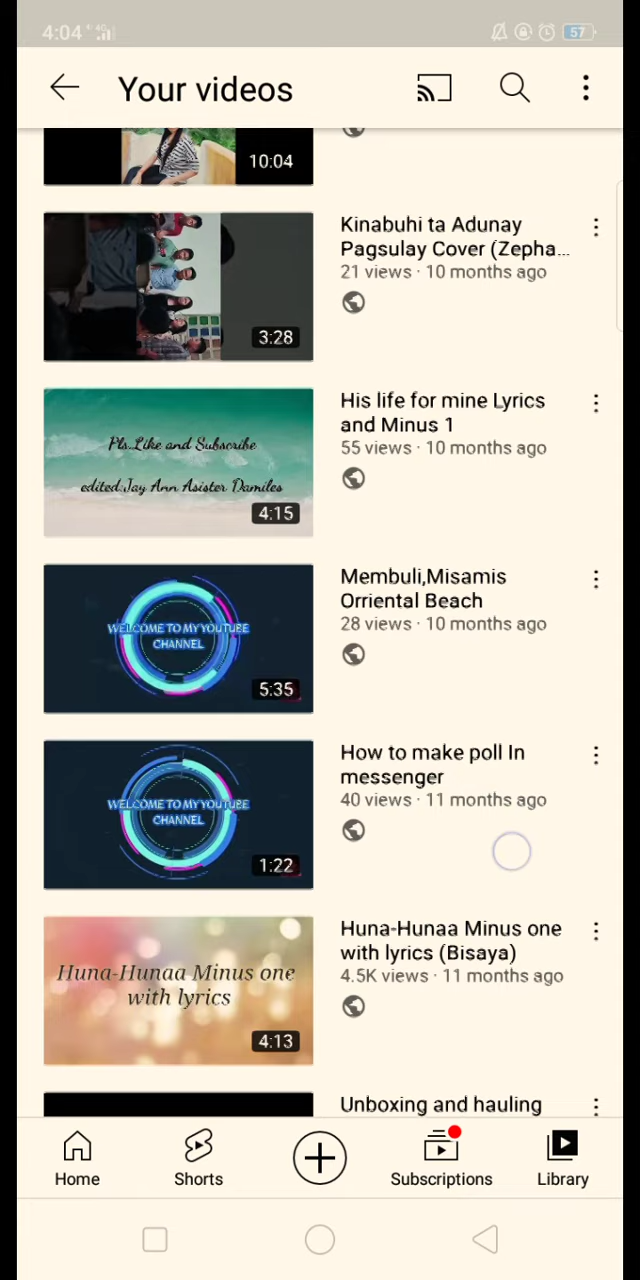 4:04 4G 57
Your videos
10:04
Kinabuhi ta Adunay
Pagsulay Cover (Zepha...
21 views · 10 months ago
3:28
His life for mine Lyrics
and Minus 1
55 views · 10 months ago
Pls..Like and Subscribe
edited:Jay Ann Asister Damiles
4:15
Membuli,Misamis
Orriental Beach
28 views · 10 months ago
WELCOME TO MY YOUTUBE
CHANNEL
5:35
How to make poll In
messenger
40 views · 11 months ago
WELCOME TO MY YOUTUBE
CHANNEL
1:22
Huna-Hunaa Minus one
with lyrics (Bisaya)
4.5K views · 11 months ago
Huna-Hunaa Minus one
with lyrics
4:13
Unboxing and hauling
Home Shorts Subscriptions Library